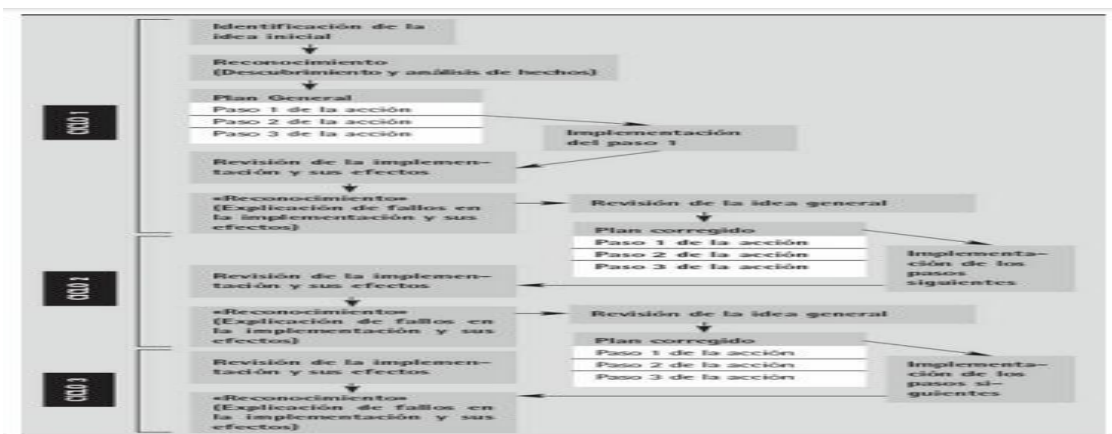 CICLO 1
Identificación de la
idea inicial
Reconocimiento
(Descubrimiento y análisis de hechos)
Plan General
Paso 1 de la acción
Paso 2 de la acción
Paso 3 de la acción
Implementación
del paso 1
Revisión de la implemen-
tación y sus efectos
«Reconocimiento»
(Explicación de fallos en
la implementación y sus
efectos)
Revisión de la idea general
Plan corregido
Paso 1 de la acción
Paso 2 de la acción
Paso 3 de la acción
Implementa-
ción de los
pasos
siguientes
CICLO 2
Revisión de la implemen-
tación y sus efectos
«Reconocimiento»
(Explicación de fallos en
la implementación y sus
efectos)
Revisión de la idea general
Plan corregido
Paso 1 de la acción
Paso 2 de la acción
Paso 3 de la acción
Implementa-
ción de los
pasos si-
guientes
CICLO 3
Revisión de la implemen-
tación y sus efectos
«Reconocimiento»
(Explicación de fallos en
la implementación y sus
efectos)